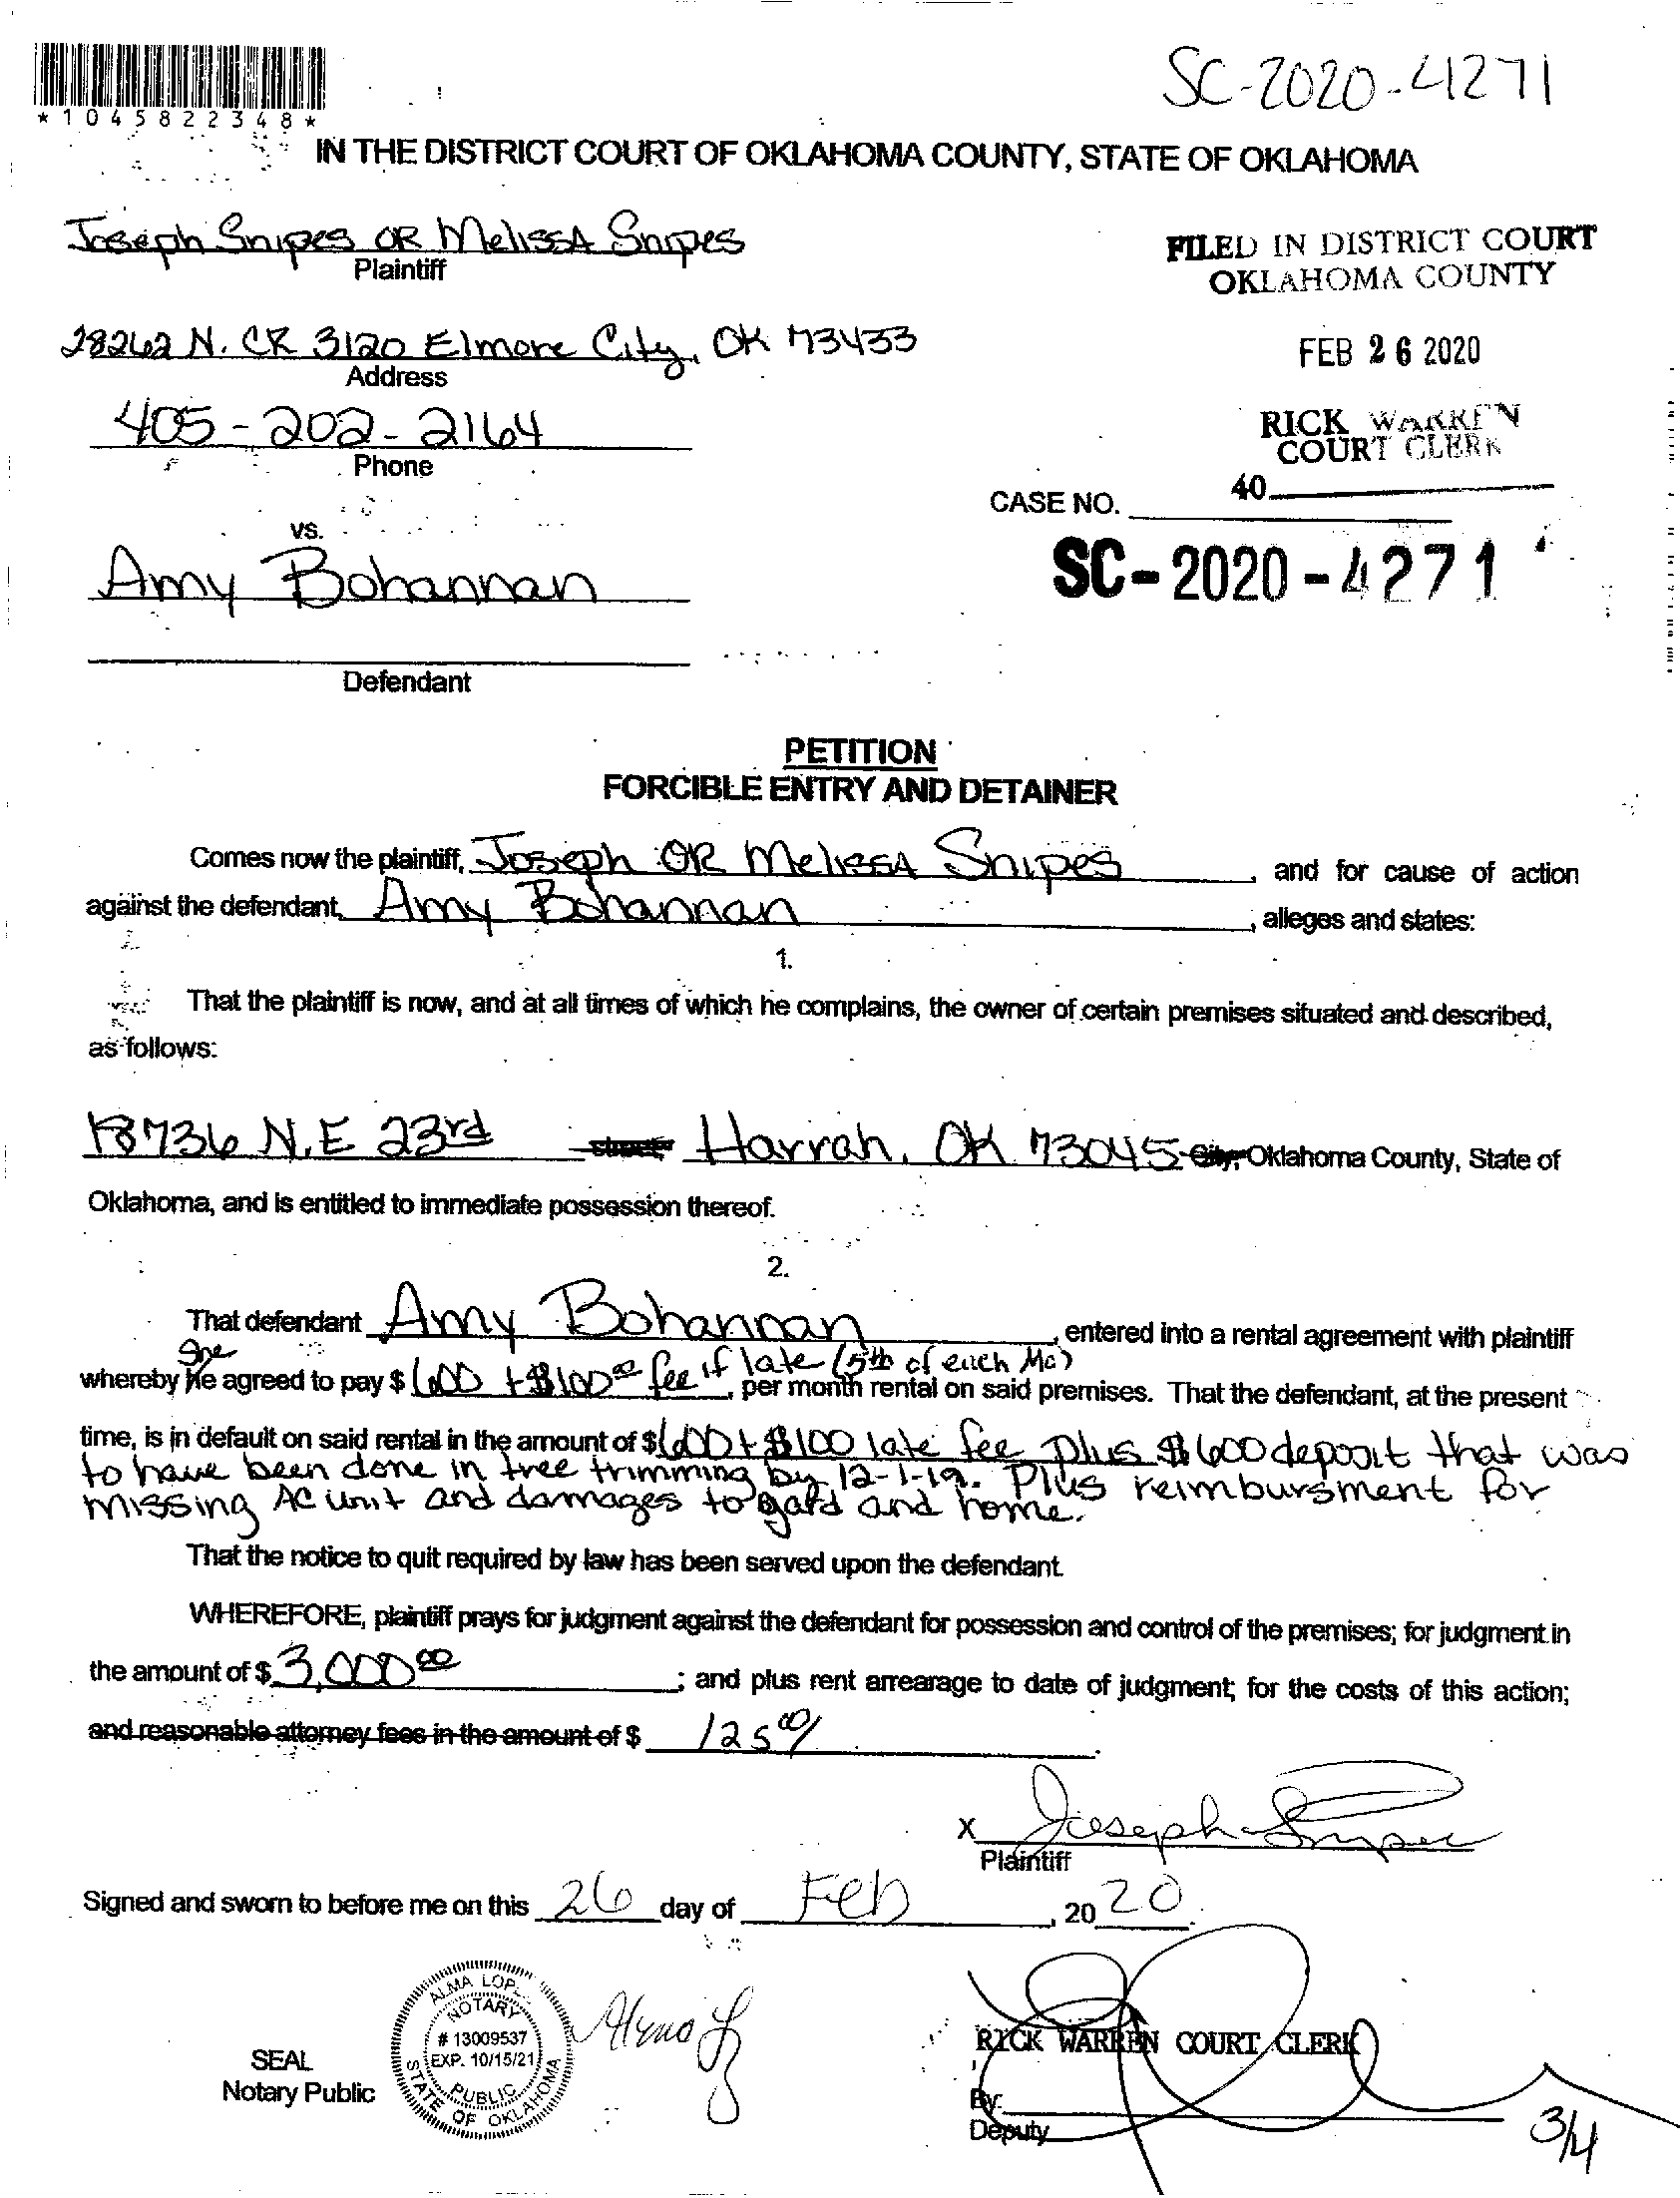 SC-2020-4271
*1045822348*
IN THE DISTRICT COURT OF OKLAHOMA COUNTY, STATE OF OKLAHOMA
Joseph Snipes OR Melissa Snipes
Plaintiff
FILED IN DISTRICT COURT
OKLAHOMA COUNTY
28262 N. CR 3120 Elmore City, OK 73433
Address
FEB 26 2020
405-202-2164
Phone
RICK WARREN
COURT CLERK
40
CASE NO.
vs.
SC-2020-4271
Amy Bohannan
Defendant
PETITION
FORCIBLE ENTRY AND DETAINER
Comes now the plaintiff, Joseph OR Melissa Snipes, and for cause of action
against the defendant, Amy Bohannan, alleges and states:
1.
That the plaintiff is now, and at all times of which he complains, the owner of certain premises situated and described,
as follows:
18736 N.E 23rd street Harrah, OK 73045 City, Oklahoma County, State of
Oklahoma, and is entitled to immediate possession thereof.
2.
That defendant Amy Bohannan, entered into a rental agreement with plaintiff
She
whereby he agreed to pay $ 600 + $100.00 fee if late (5th of each Mo), per month rental on said premises. That the defendant, at the present
time, is in default on said rental in the amount of $ 600 + $100 late fee plus $600 deposit that was
to have been done in tree trimming by 12-1-19. Plus reimbursment for
missing AC unit and damages to yard and home.
That the notice to quit required by law has been served upon the defendant.
WHEREFORE, plaintiff prays for judgment against the defendant for possession and control of the premises; for judgment in
the amount of $ 3,000.00; and plus rent arrearage to date of judgment; for the costs of this action;
and reasonable attorney fees in the amount of $ 125.00
X Joseph Snipes
Plaintiff
Signed and sworn to before me on this 26 day of Feb, 2020.
ALMA LOP
NOTARY
# 13009537
EXP. 10/15/21
PUBLIC
STATE OF OKLAHOMA
SEAL
Notary Public
RICK WARREN COURT CLERK
By:
Deputy
3/4